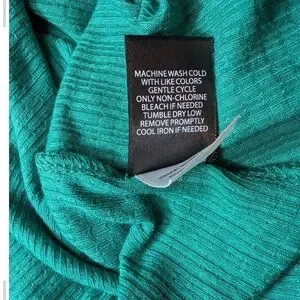 MACHINE WASH COLD
WITH LIKE COLORS
GENTLE CYCLE
ONLY NON-CHLORINE
BLEACH IF NEEDED
TUMBLE DRY LOW
REMOVE PROMPTLY
COOL IRON IF NEEDED